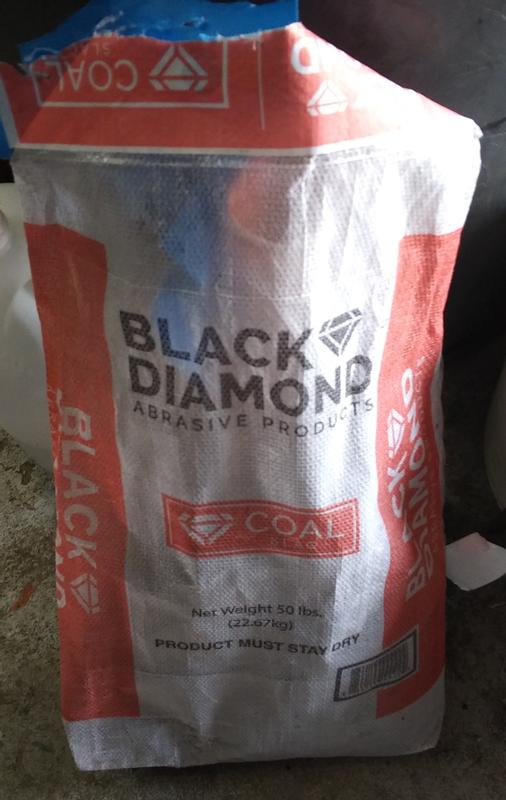 COAL
SLAG
BLACK
DIAMOND
ABRASIVE PRODUCTS
COAL
SLAG
Net Weight 50 lbs.
(22.67kg)
PRODUCT MUST STAY DRY
BLACK
BLACK
DIAMOND